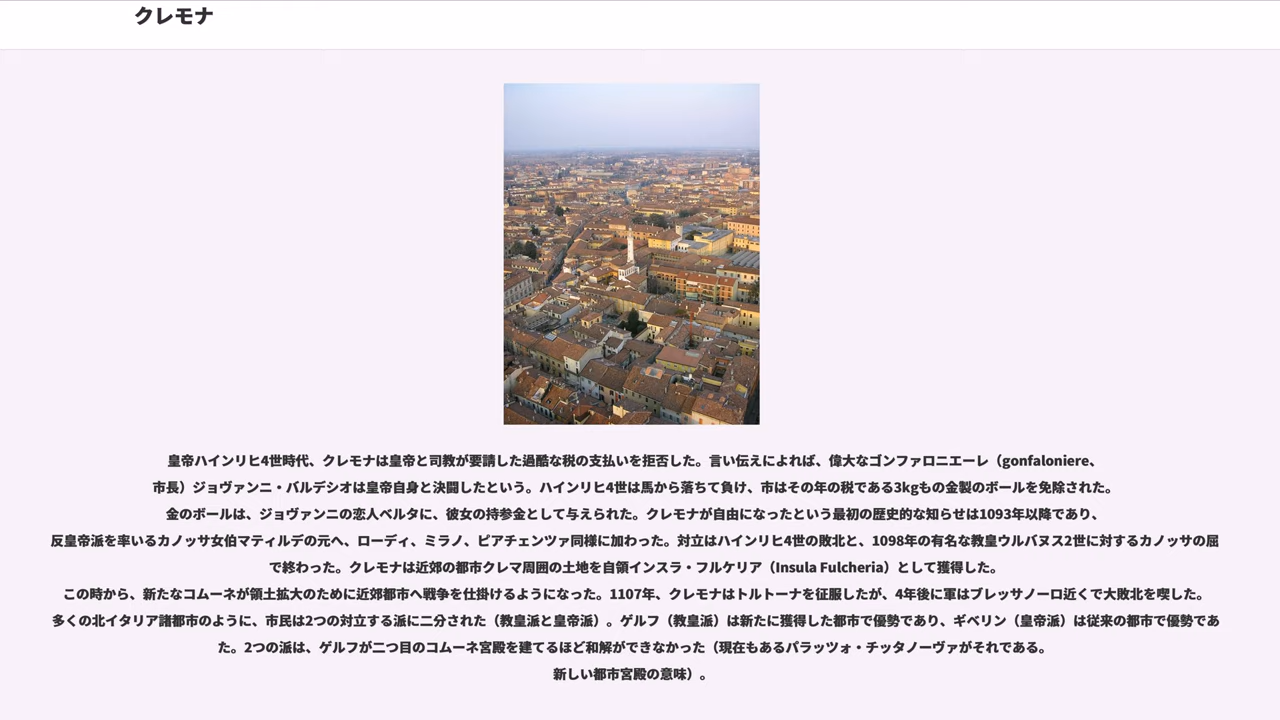 クレモナ
皇帝ハインリヒ4世時代、クレモナは皇帝と司教が要請した過酷な税の支払いを拒否した。言い伝えによれば、偉大なゴンファロニエーレ（gonfaloniere、
市長）ジョヴァンニ・バルデシオは皇帝自身と決闘したという。ハインリヒ4世は馬から落ちて負け、市はその年の税である3kgもの金製のボールを免除された。
金のボールは、ジョヴァンニの恋人ベルタに、彼女の持参金として与えられた。クレモナが自由になったという最初の歴史的な知らせは1093年以降であり、
反皇帝派を率いるカノッサ女伯マティルデの元へ、ローディ、ミラノ、ピアチェンツァ同様に加わった。対立はハインリヒ4世の敗北と、1098年の有名な教皇ウルバヌス2世に対するカノッサの屈
で終わった。クレモナは近郊の都市クレマ周囲の土地を自領インスラ・フルケリア（Insula Fulcheria）として獲得した。
この時から、新たなコムーネが領土拡大のために近郊都市へ戦争を仕掛けるようになった。1107年、クレモナはトルトーナを征服したが、4年後に軍はブレッサノーロ近くで大敗北を喫した。
多くの北イタリア諸都市のように、市民は2つの対立する派に二分された（教皇派と皇帝派）。ゲルフ（教皇派）は新たに獲得した都市で優勢であり、ギベリン（皇帝派）は従来の都市で優勢であ
た。2つの派は、ゲルフが二つ目のコムーネ宮殿を建てるほど和解ができなかった（現在もあるパラッツォ・チッタノーヴァがそれである。
新しい都市宮殿の意味）。